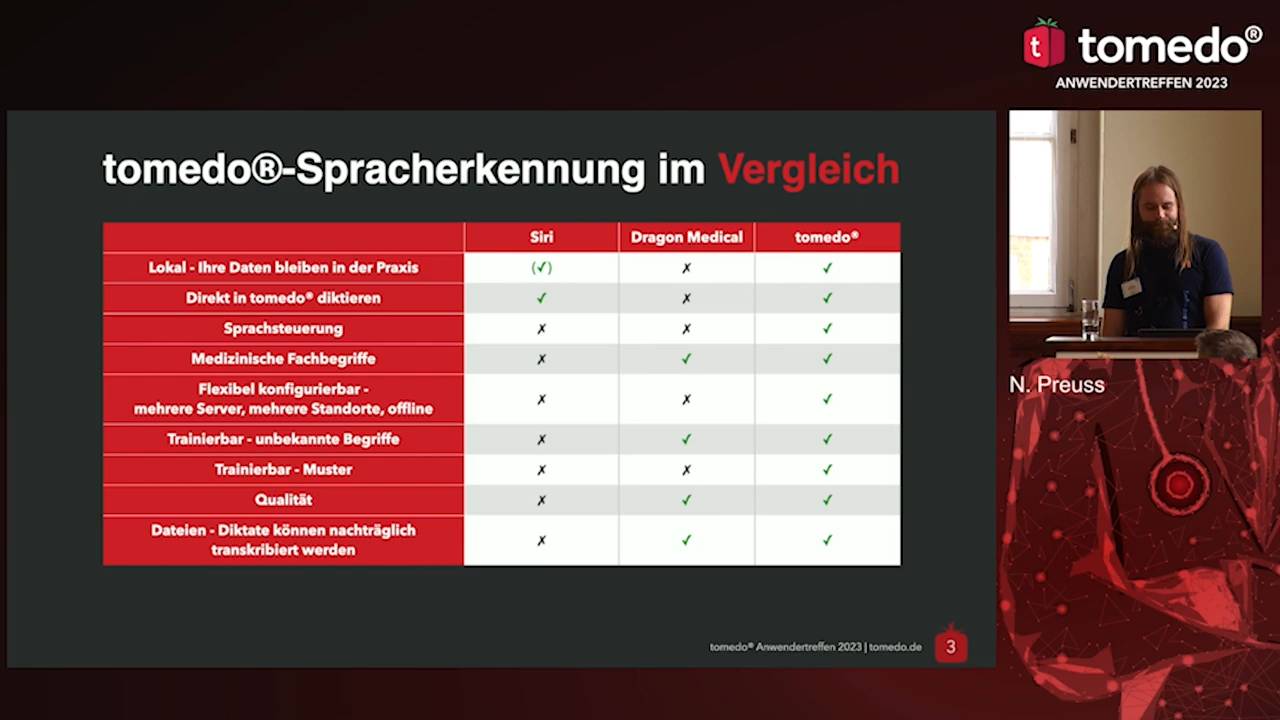 tomedo®
ANWENDERTREFFEN 2023
tomedo®-Spracherkennung im Vergleich
Siri Dragon Medical tomedo®
Lokal - Ihre Daten bleiben in der Praxis (✓) ✗ ✓
Direkt in tomedo® diktieren ✓ ✗ ✓
Sprachsteuerung ✗ ✗ ✓
Medizinische Fachbegriffe ✗ ✓ ✓
Flexibel konfigurierbar -
mehrere Server, mehrere Standorte, offline ✗ ✗ ✓
Trainierbar - unbekannte Begriffe ✗ ✓ ✓
Trainierbar - Muster ✗ ✗ ✓
Qualität ✗ ✓ ✓
Dateien - Diktate können nachträglich
transkribiert werden ✗ ✓ ✓
tomedo® Anwendertreffen 2023 | tomedo.de 3
N. Preuss